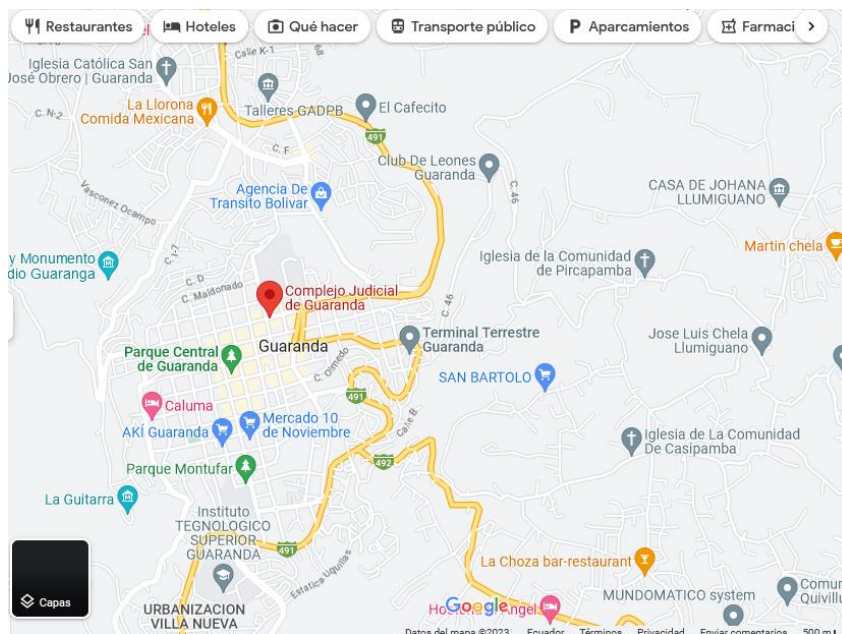 Restaurantes
Hoteles
Qué hacer
Transporte público
Aparcamientos
Farmaci
Calle K-1
68
Iglesia Católica San
José Obrero | Guaranda
Talleres GADPB
El Cafecito
C. N-2
La Llorona
Comida Mexicana
491
C. F
Club De Leones
Guaranda
C. 46
Vasconez Ocampo
Agencia De
Transito Bolivar
CASA DE JOHANA
LLUMIGUANO
C. I-7
y Monumento
dio Guaranga
Iglesia de la Comunidad
de Pircapamba
Martin chela
C. D
C. Maldonado
Complejo Judicial
de Guaranda
C. 46
Terminal Terrestre
Guaranda
Guaranda
Jose Luis Chela
Llumiguano
Parque Central
de Guaranda
C. Olmedo
SAN BARTOLO
491
Caluma
Mercado 10
de Noviembre
AKÍ Guaranda
Calle B
Iglesia de La Comunidad
De Casipamba
492
Parque Montufar
La Guitarra
Instituto
TEGNOLOGICO
SUPERIOR
GUARANDA
491
La Choza bar-restaurant
Capas
MUNDOMATICO system
Comu
Quivillu
URBANIZACION
VILLA NUEVA
Google
Angel
Datos del mapa ©2023 Ecuador Términos Privacidad Enviar comentarios 500 m